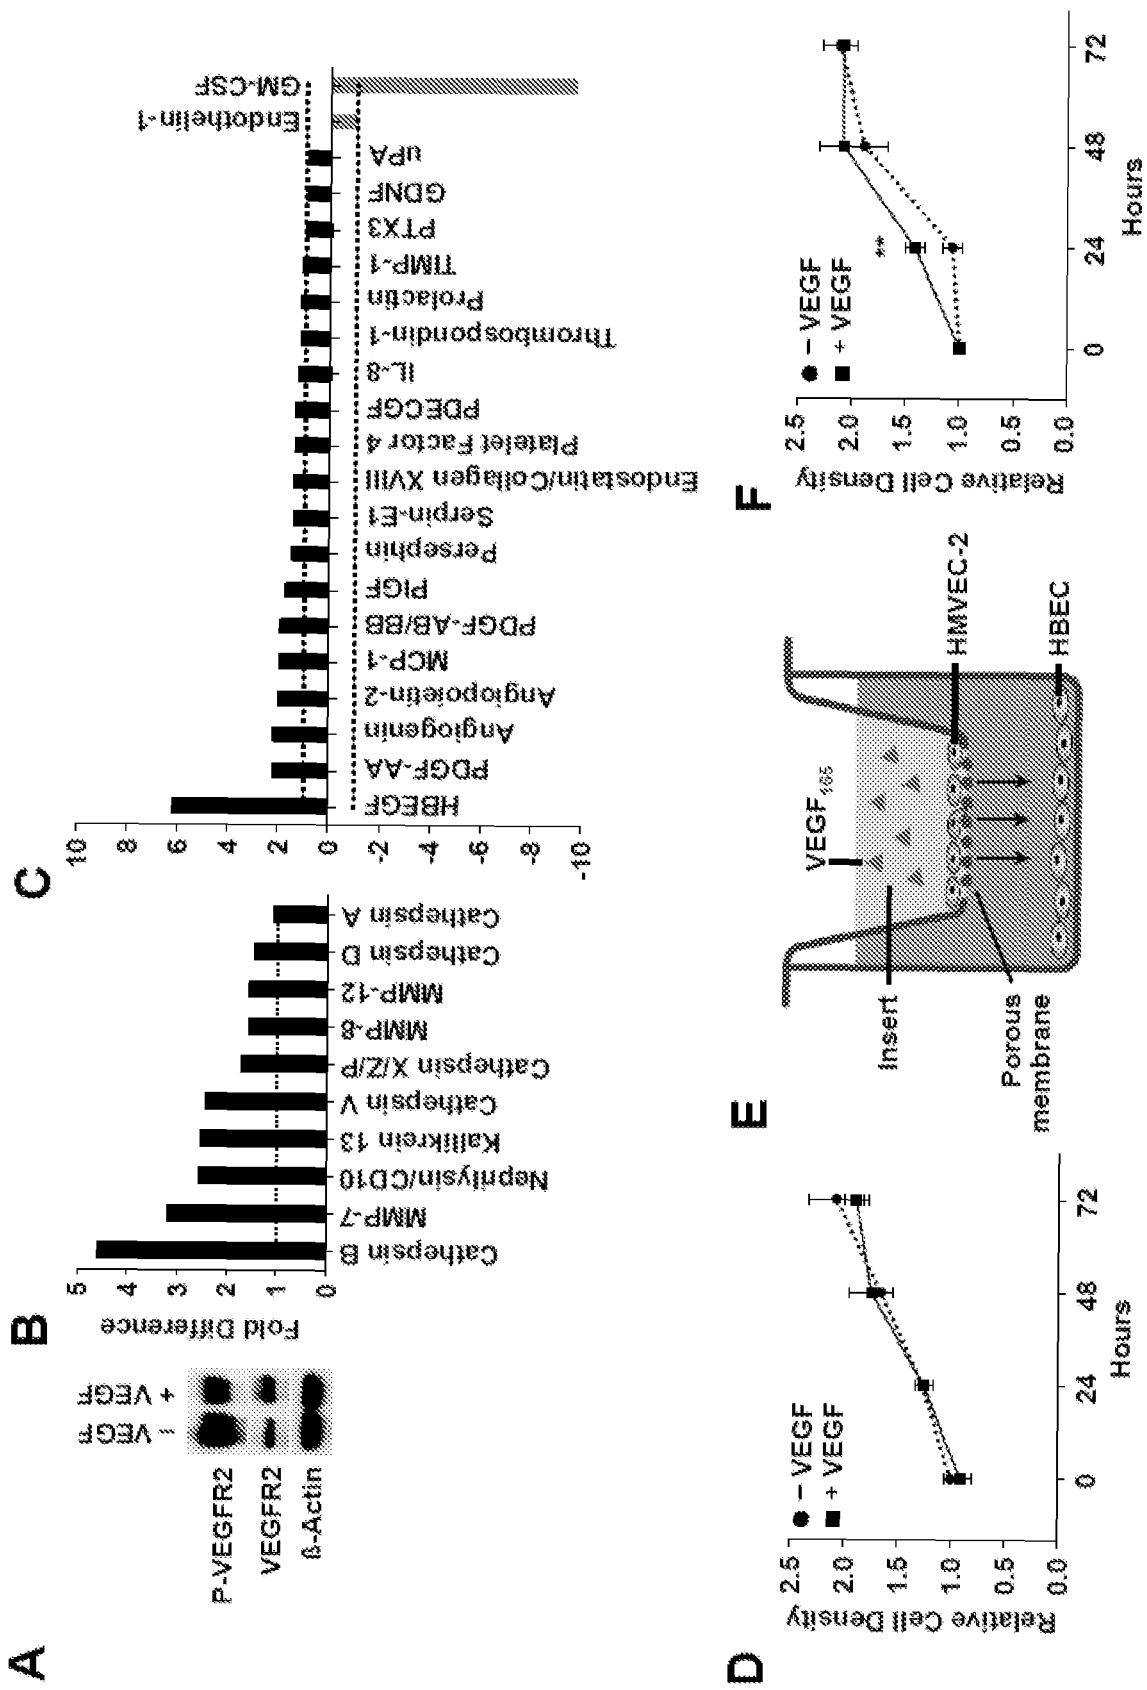 A
− VEGF
+ VEGF
P-VEGFR2
VEGFR2
ß-Actin
B
Fold Difference
5
4
3
2
1
0
Cathepsin B
MMP-7
Neprilysin/CD10
Kallikrein 13
Cathepsin V
Cathepsin X/Z/P
MMP-8
MMP-12
Cathepsin D
Cathepsin A
C
10
8
6
4
2
0
-2
-4
-6
-8
-10
HBEGF
PDGF-AA
Angiogenin
Angiopoietin-2
MCP-1
PDGF-AB/BB
PlGF
Persephin
Serpin-E1
Endostatin/Collagen XVIII
Platelet Factor 4
PDECGF
IL-8
Thrombospondin-1
Prolactin
TIMP-1
PTX3
GDNF
uPA
Endothelin-1
GM-CSF
D
Relative Cell Density
2.5
2.0
1.5
1.0
0.5
0.0
− VEGF
+ VEGF
0
24
48
72
Hours
E
VEGF165
Insert
Porous
membrane
HMVEC-2
HBEC
F
Relative Cell Density
2.5
2.0
1.5
1.0
0.5
0.0
− VEGF
+ VEGF
**
0
24
48
72
Hours